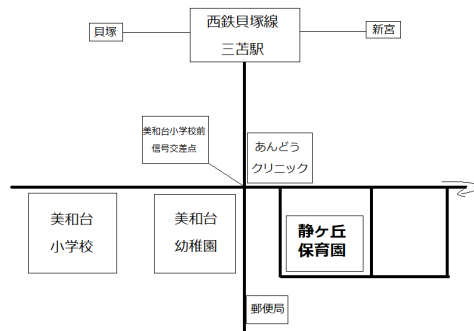 西鉄貝塚線
三苫駅
貝塚
新宮
美和台小学校前
信号交差点
あんどう
クリニック
美和台
小学校
美和台
幼稚園
静ヶ丘
保育園
郵便局